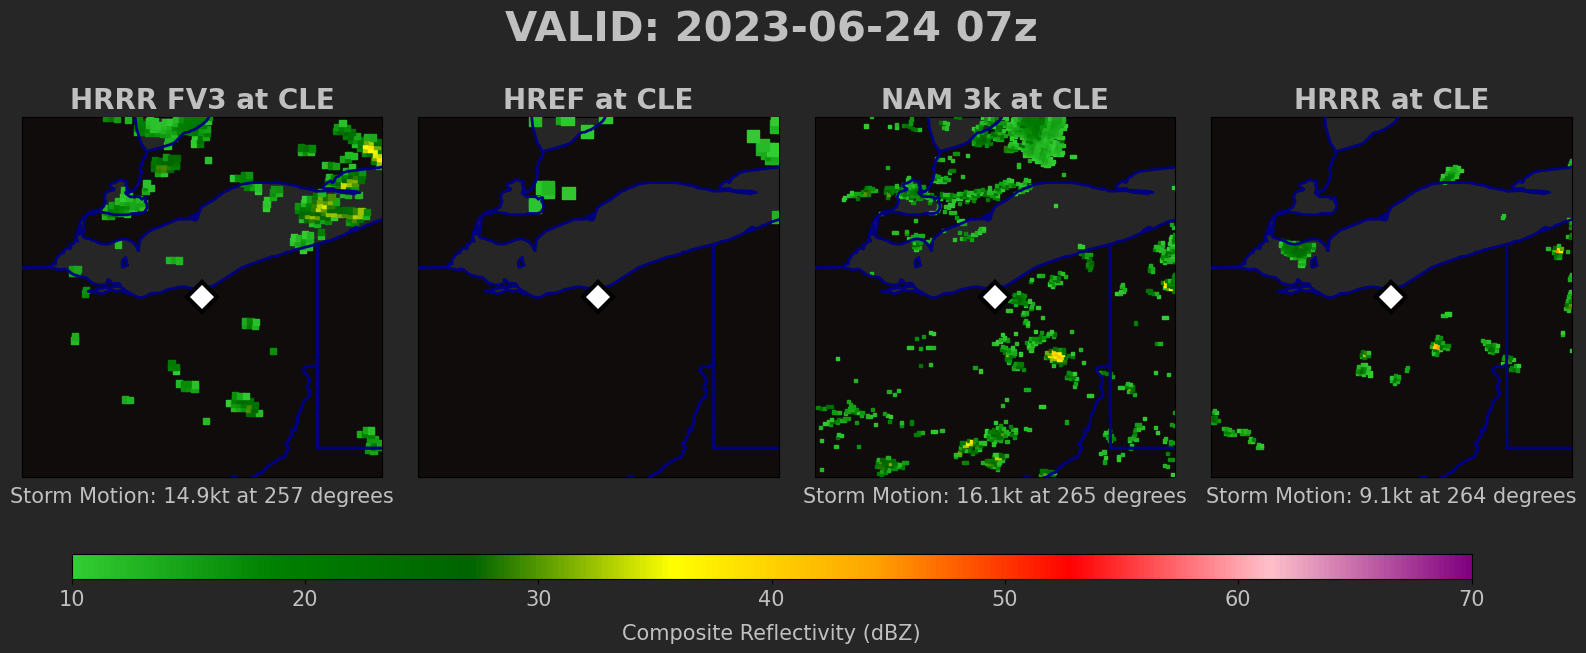 VALID: 2023-06-24 07z
HRRR FV3 at CLE
HREF at CLE
NAM 3k at CLE
HRRR at CLE
Storm Motion: 14.9kt at 257 degrees
Storm Motion: 16.1kt at 265 degrees
Storm Motion: 9.1kt at 264 degrees
10 20 30 40 50 60 70
Composite Reflectivity (dBZ)